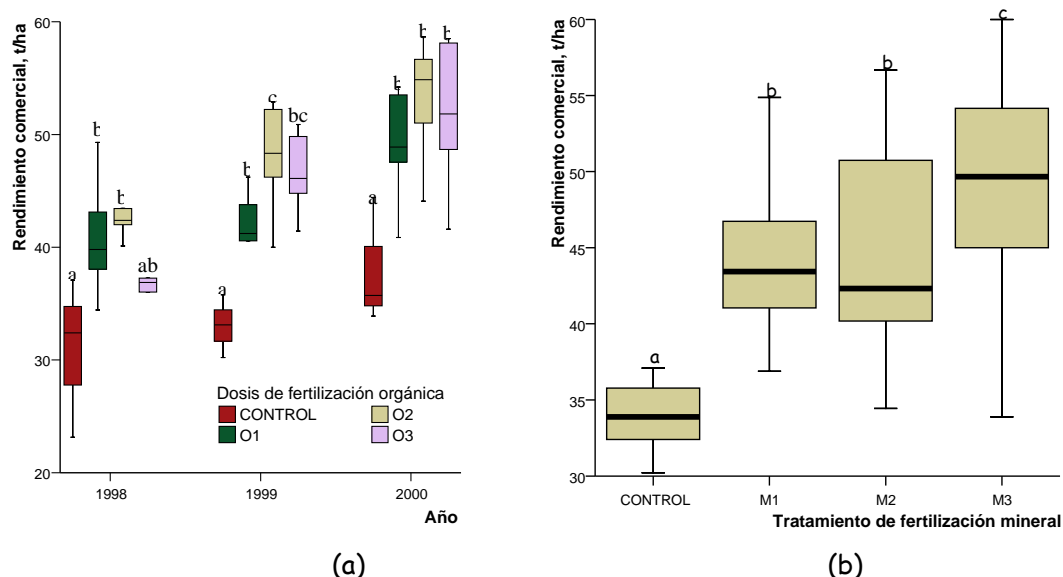 Rendimiento comercial, t/ha
60
50
40
30
20
a
b
b
ab
a
b
c
bc
a
b
b
b
Dosis de fertilización orgánica
CONTROL
O2
O1
O3
1998
1999
2000
Año
(a)
Rendimiento comercial, t/ha
60
55
50
45
40
35
30
a
b
b
c
CONTROL
M1
M2
M3
Tratamiento de fertilización mineral
(b)